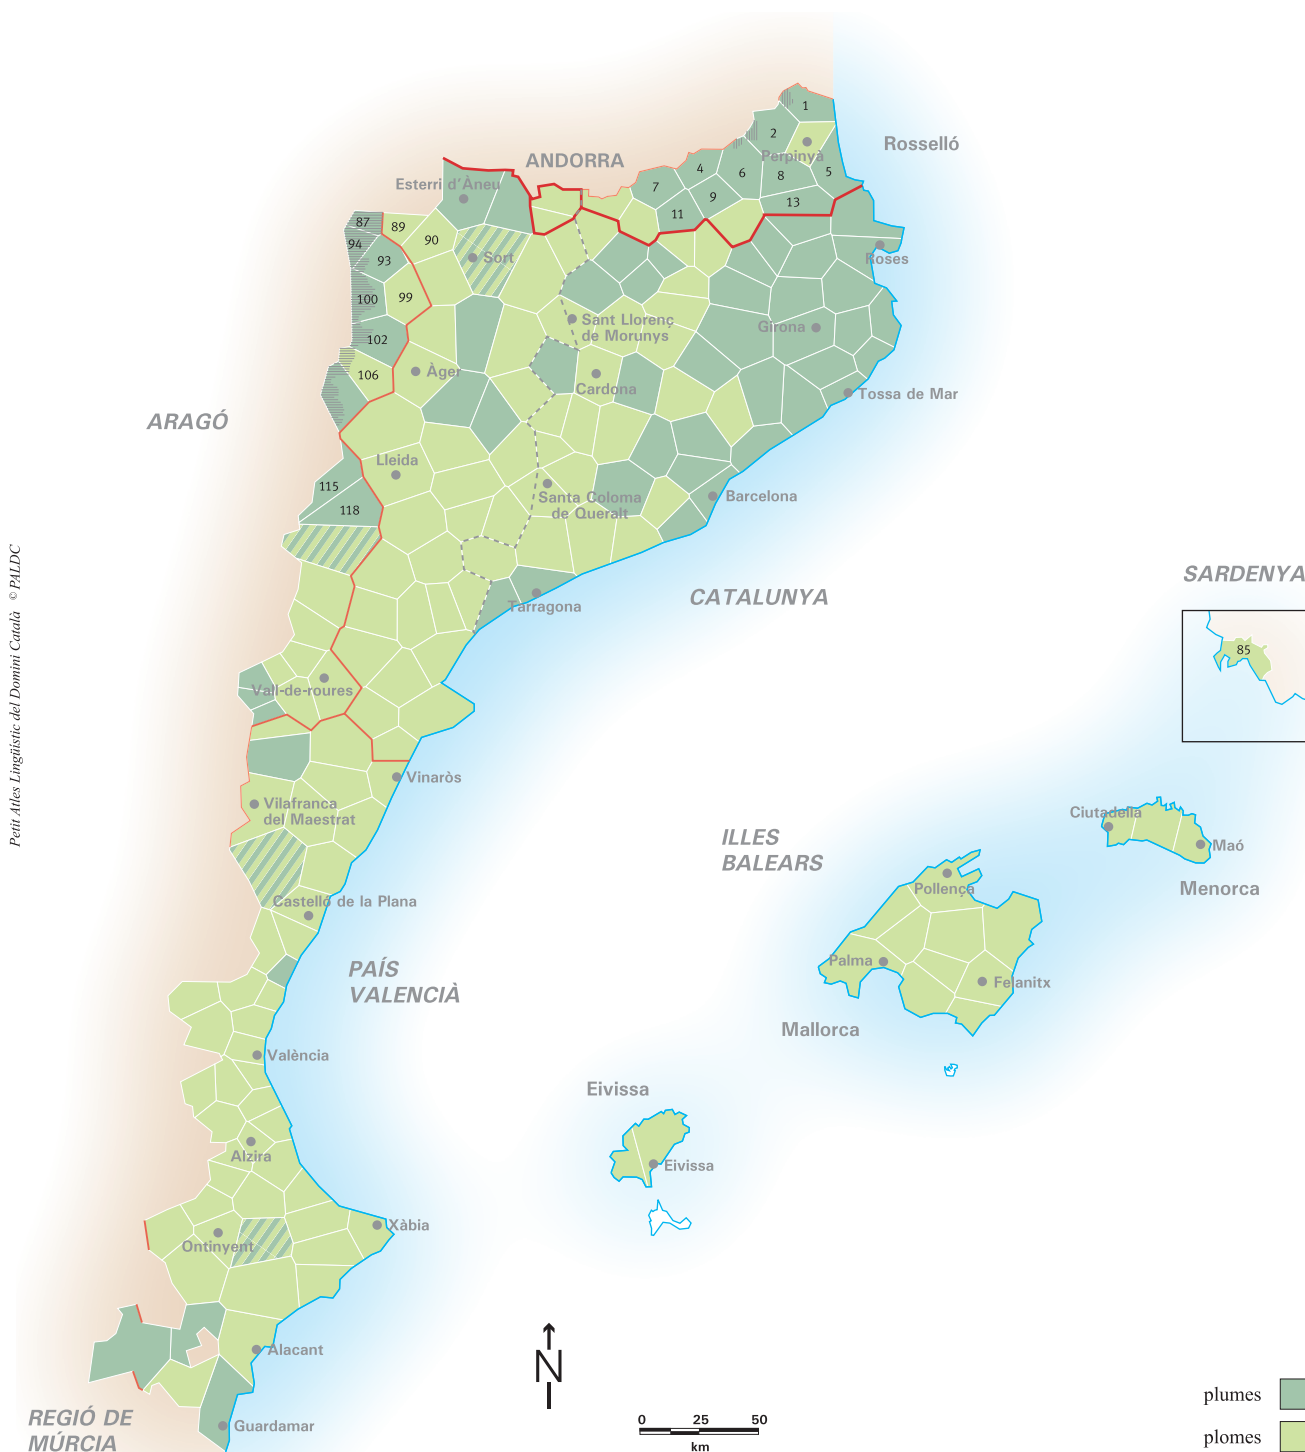 1
2
Perpinyà
Rosselló
ANDORRA
4
6
8
5
7
9
11
13
Esterri d'Àneu
87
89
90
94
93
Sort
Roses
100
99
102
Sant Llorenç
de Morunys
Girona
106
Àger
Cardona
Tossa de Mar
ARAGÓ
Lleida
115
118
Santa Coloma
de Queralt
Barcelona
Tarragona
CATALUNYA
SARDENYA
85
Petit Atles Lingüístic del Domini Català © PALDC
Vall-de-roures
Vinaròs
Vilafranca
del Maestrat
Castelló de la Plana
ILLES
BALEARS
Ciutadella
Maó
Menorca
Pollença
Palma
Felanitx
Mallorca
PAÍS
VALENCIÀ
València
Eivissa
Eivissa
Alzira
Xàbia
Ontinyent
Alacant
Guardamar
REGIÓ DE
MÚRCIA
N
0 25 50
km
plumes
plomes